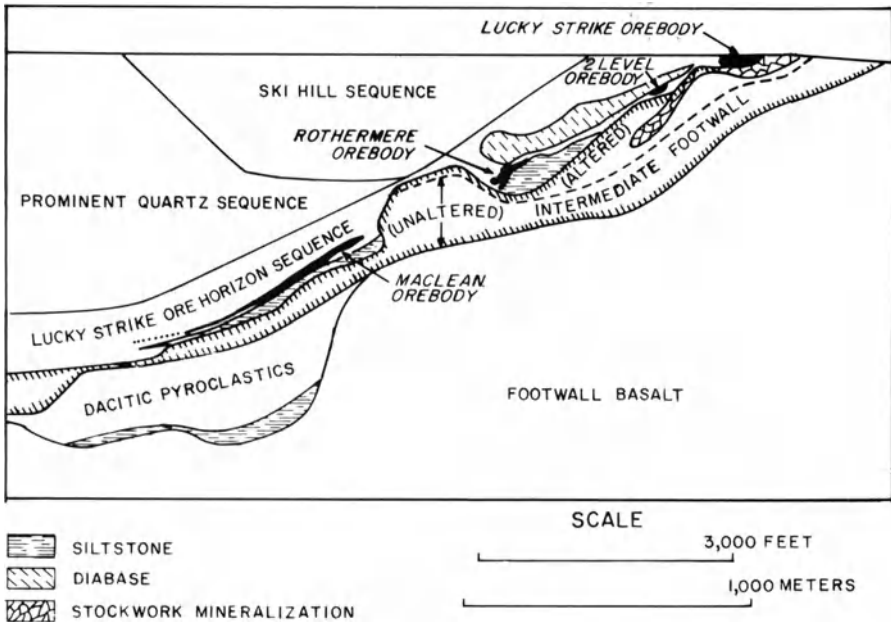 LUCKY STRIKE OREBODY
2 LEVEL
OREBODY
SKI HILL SEQUENCE
ROTHERMERE
OREBODY
(ALTERED)
INTERMEDIATE FOOTWALL
PROMINENT QUARTZ SEQUENCE
(UNALTERED)
LUCKY STRIKE ORE HORIZON SEQUENCE
MACLEAN
OREBODY
DACITIC PYROCLASTICS
FOOTWALL BASALT
SCALE
3,000 FEET
1,000 METERS
SILTSTONE
DIABASE
STOCKWORK MINERALIZATION